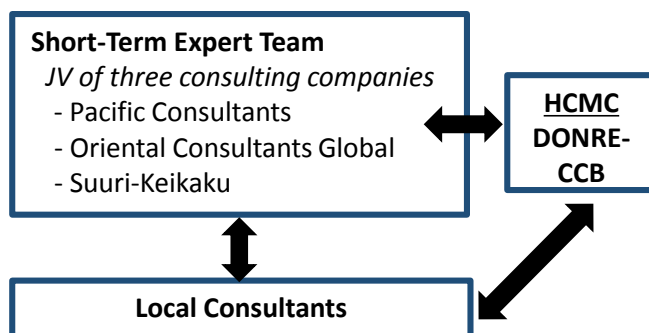 Short-Term Expert Team
JV of three consulting companies
- Pacific Consultants
- Oriental Consultants Global
- Suuri-Keikaku
HCMC
DONRE-
CCB
Local Consultants